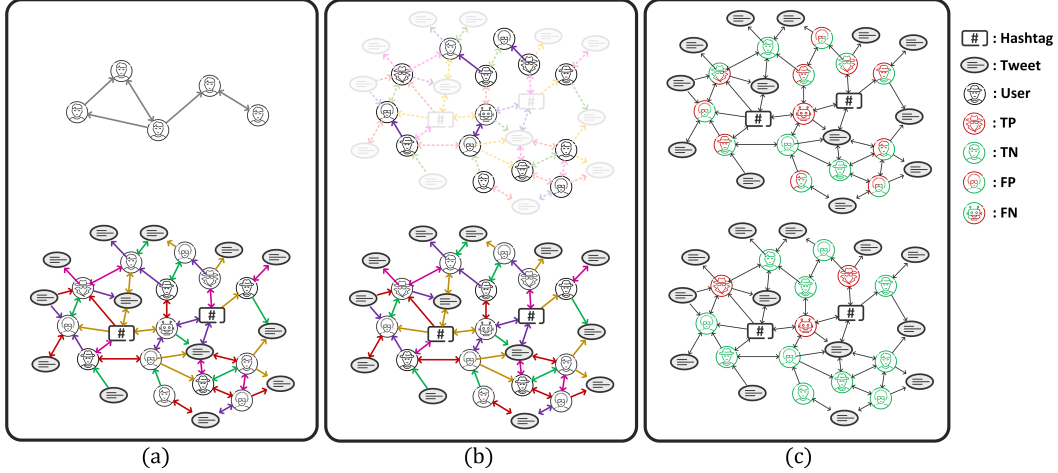 # : Hashtag
: Tweet
: User
: TP
: TN
: FP
: FN
#
#
#
#
#
#
#
#
(a)
(b)
(c)